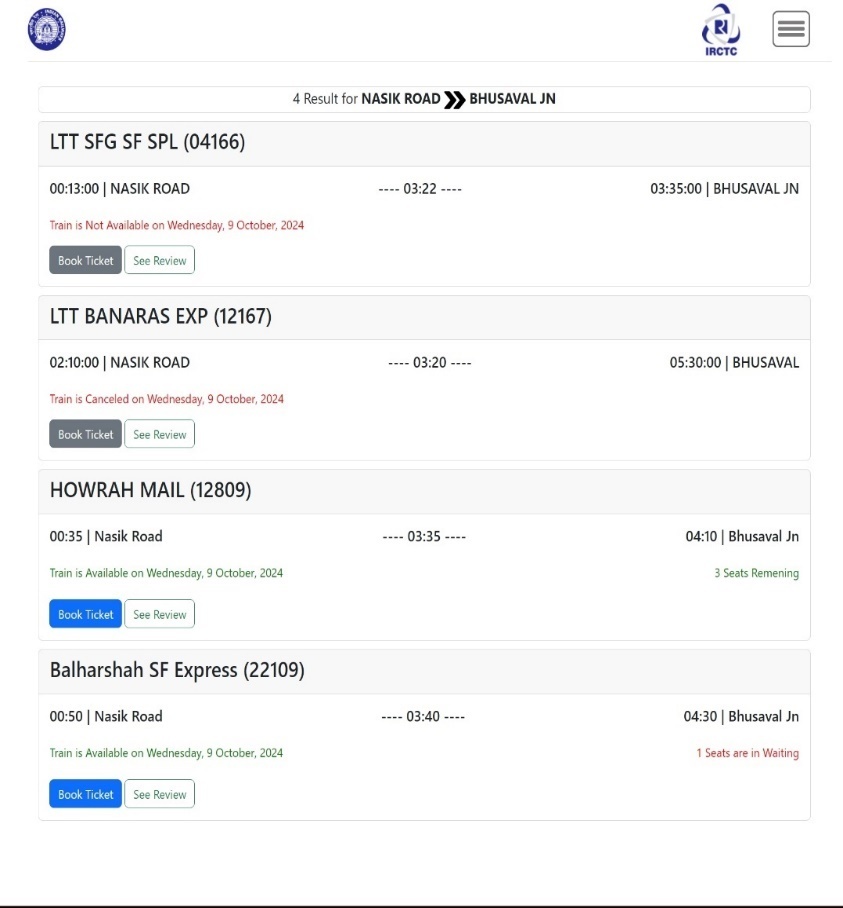 IRCTC
4 Result for NASIK ROAD BHUSAVAL JN
LTT SFG SF SPL (04166)
00:13:00 | NASIK ROAD ---- 03:22 ---- 03:35:00 | BHUSAVAL JN
Train is Not Available on Wednesday, 9 October, 2024
Book Ticket See Review
LTT BANARAS EXP (12167)
02:10:00 | NASIK ROAD ---- 03:20 ---- 05:30:00 | BHUSAVAL
Train is Canceled on Wednesday, 9 October, 2024
Book Ticket See Review
HOWRAH MAIL (12809)
00:35 | Nasik Road ---- 03:35 ---- 04:10 | Bhusaval Jn
Train is Available on Wednesday, 9 October, 2024 3 Seats Remening
Book Ticket See Review
Balharshah SF Express (22109)
00:50 | Nasik Road ---- 03:40 ---- 04:30 | Bhusaval Jn
Train is Available on Wednesday, 9 October, 2024 1 Seats are in Waiting
Book Ticket See Review